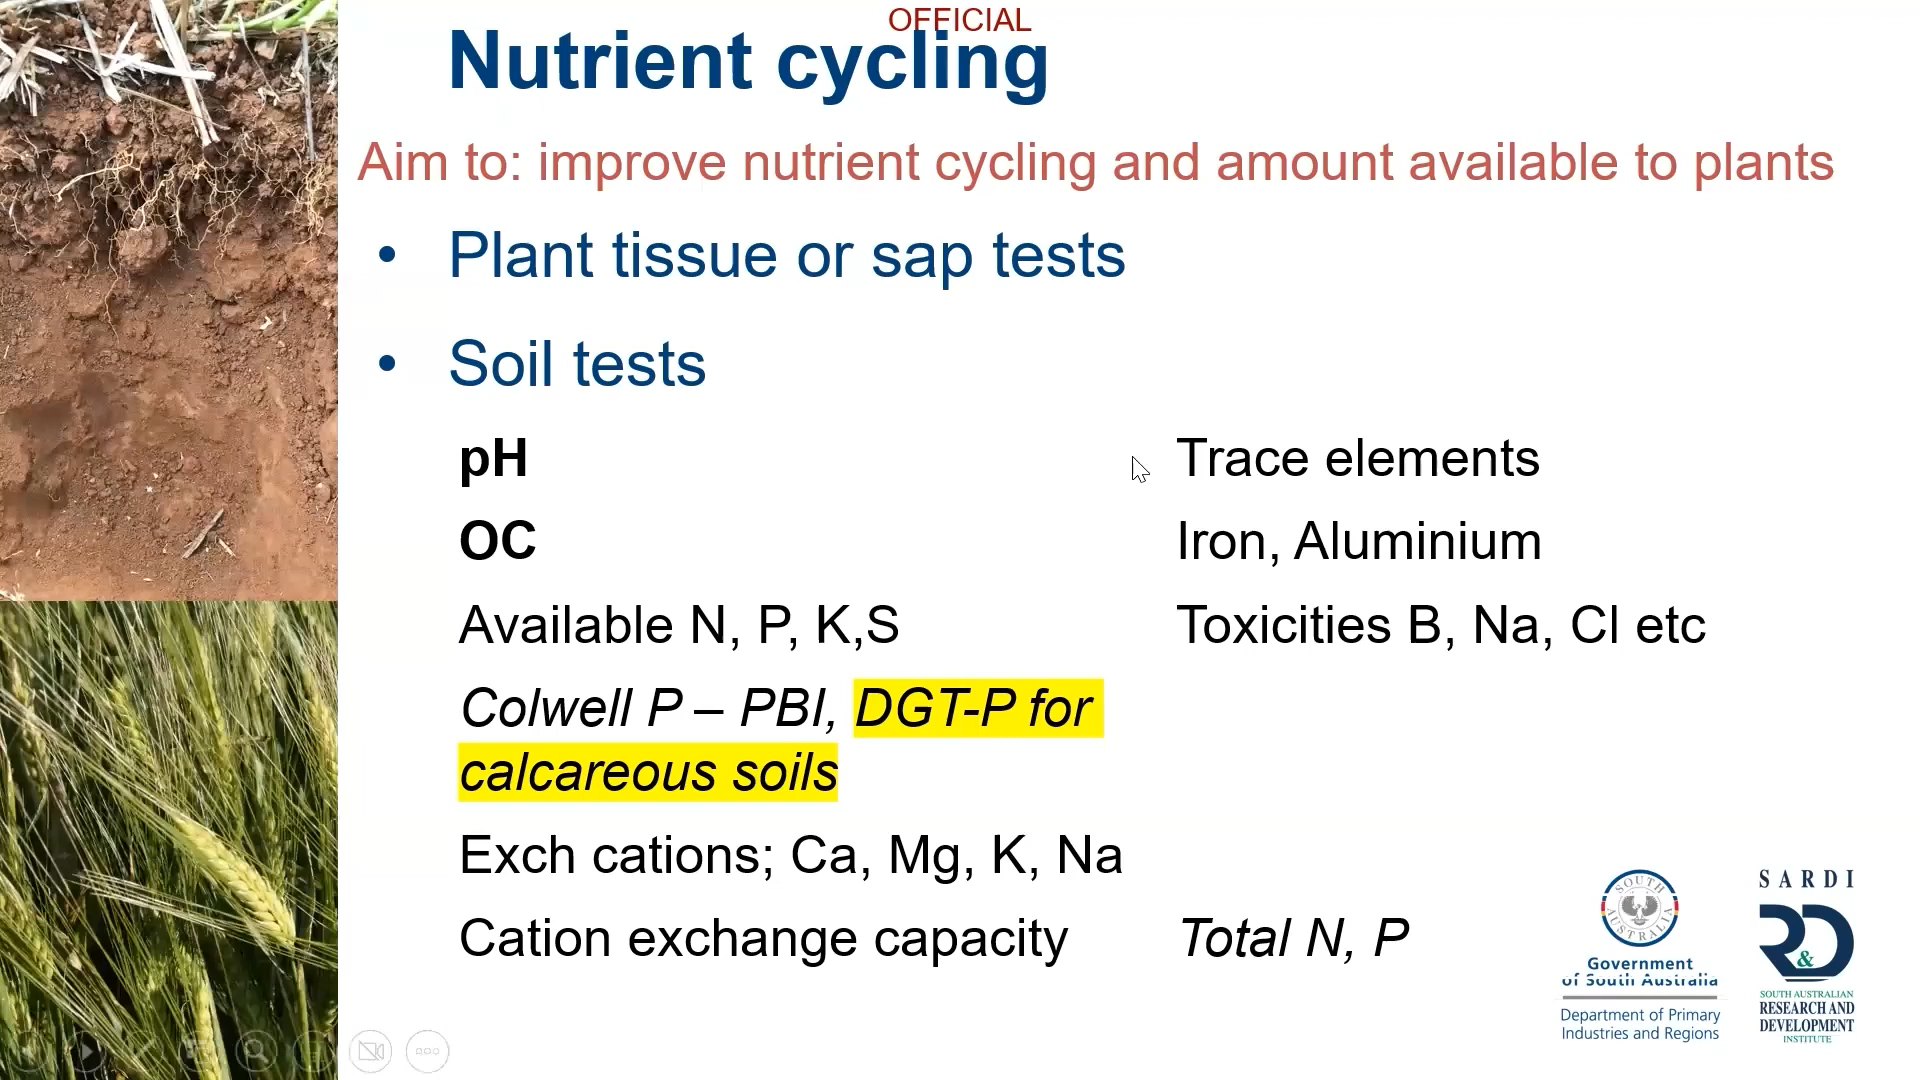 OFFICIAL
Nutrient cycling
Aim to: improve nutrient cycling and amount available to plants
• Plant tissue or sap tests
• Soil tests
pH
OC
Available N, P, K,S
Colwell P – PBI, DGT-P for
calcareous soils
Exch cations; Ca, Mg, K, Na
Cation exchange capacity
Trace elements
Iron, Aluminium
Toxicities B, Na, Cl etc
Total N, P
SOUTH
AUSTRALIA
Government
of South Australia
Department of Primary
Industries and Regions
SARDI
R&D
SOUTH AUSTRALIAN
RESEARCH AND
DEVELOPMENT
INSTITUTE